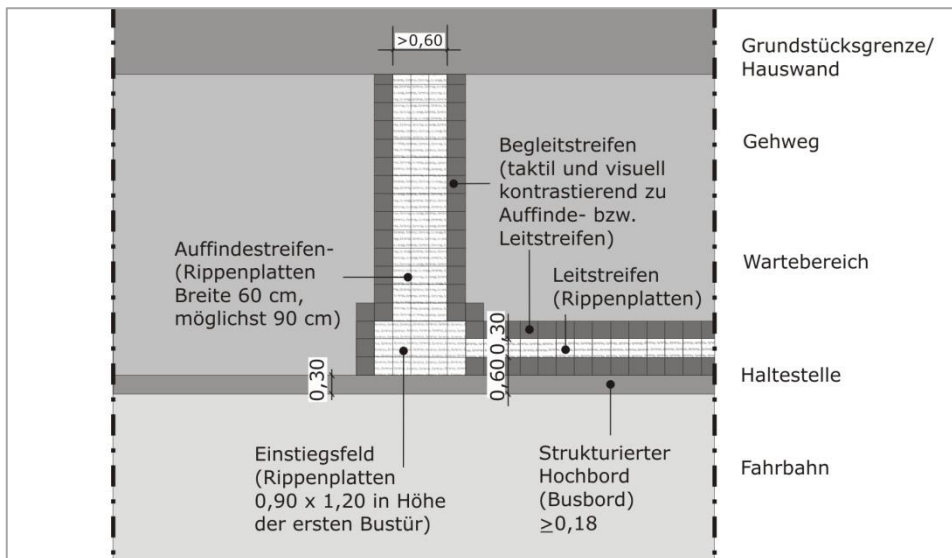 >0,60
Grundstücksgrenze/
Hauswand
Gehweg
Begleitstreifen
(taktil und visuell
kontrastierend zu
Auffinde- bzw.
Leitstreifen)
Auffindestreifen-
(Rippenplatten
Breite 60 cm,
möglichst 90 cm)
Wartebereich
Leitstreifen
(Rippenplatten)
0,30
0,30
0,60
0,30
Haltestelle
Einstiegsfeld
(Rippenplatten
0,90 x 1,20 in Höhe
der ersten Bustür)
Strukturierter
Hochbord
(Busbord)
≥0,18
Fahrbahn